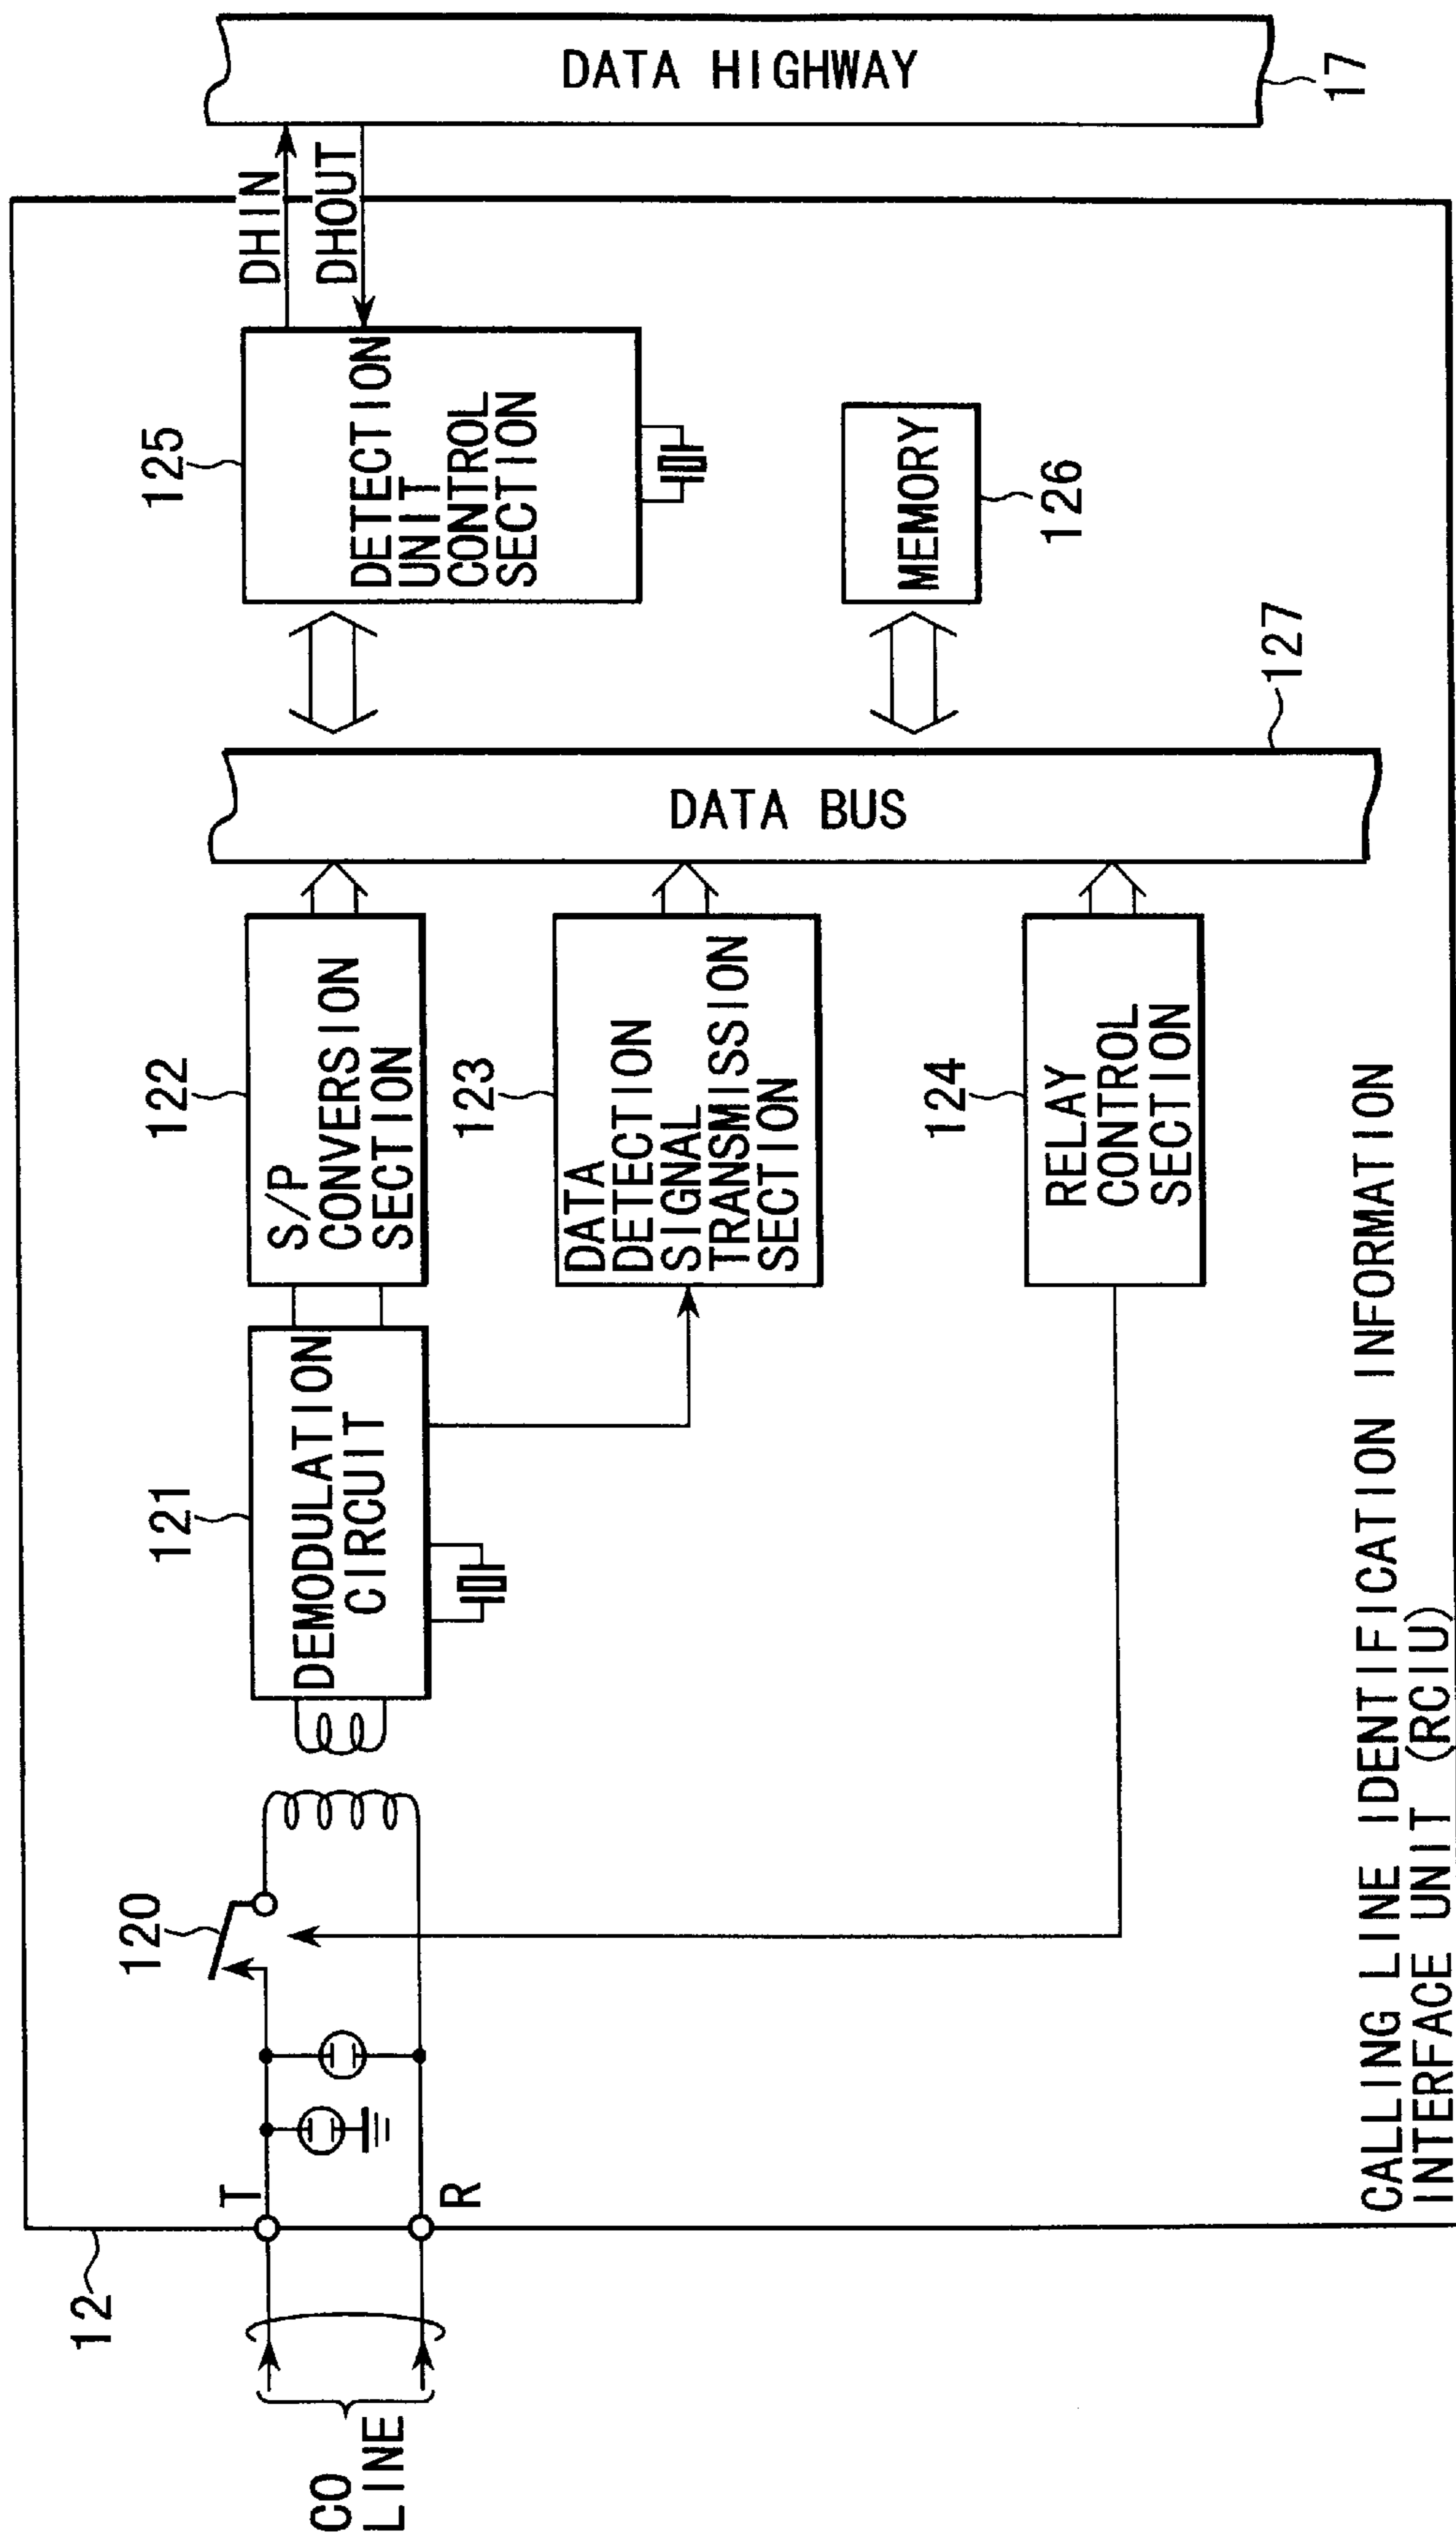 12
CO
LINE
T
R
120
121
DEMODULATION
CIRCUIT
122
S/P
CONVERSION
SECTION
123
DATA
DETECTION
SIGNAL
TRANSMISSION
SECTION
124
RELAY
CONTROL
SECTION
DATA BUS
127
125
DETECTION
UNIT
CONTROL
SECTION
MEMORY
126
DHIN
DHOUT
DATA HIGHWAY
17
CALLING LINE IDENTIFICATION INFORMATION
INTERFACE UNIT (RCIU)